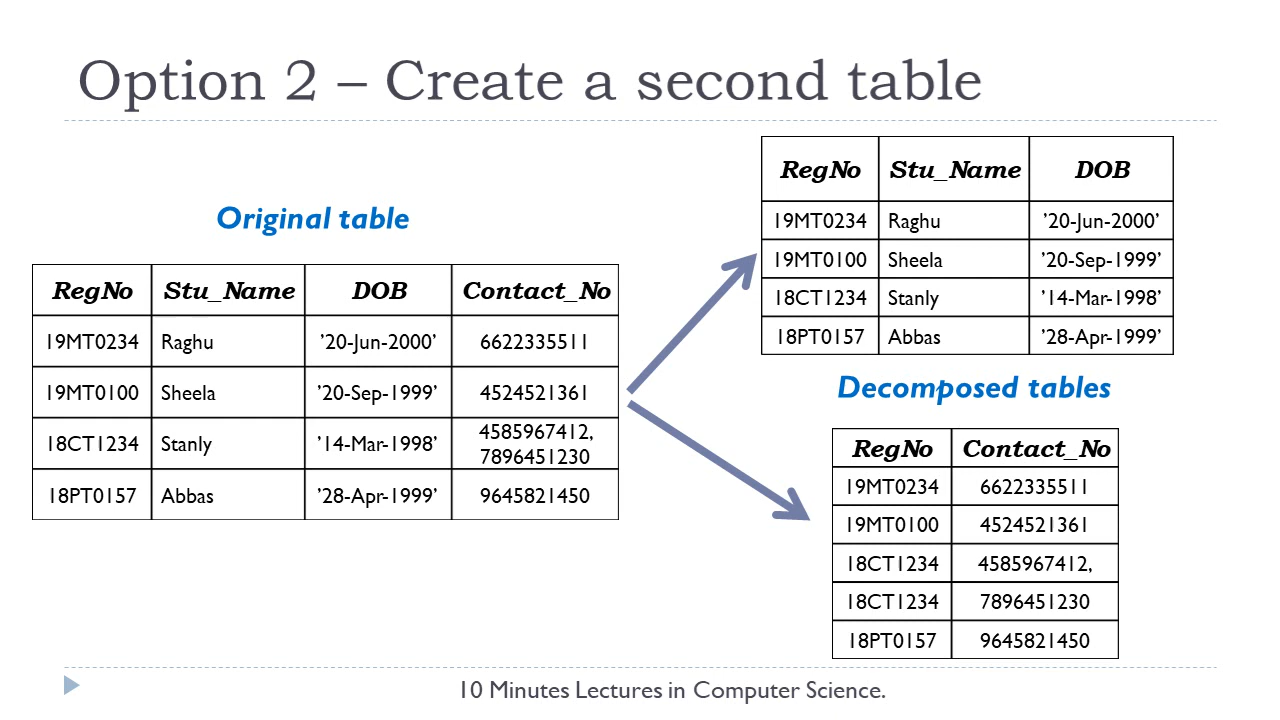 Option 2 – Create a second table
Original table
RegNo Stu_Name DOB Contact_No
19MT0234 Raghu ’20-Jun-2000’ 6622335511
19MT0100 Sheela ’20-Sep-1999’ 4524521361
18CT1234 Stanly ’14-Mar-1998’ 4585967412,
7896451230
18PT0157 Abbas ’28-Apr-1999’ 9645821450
RegNo Stu_Name DOB
19MT0234 Raghu ’20-Jun-2000’
19MT0100 Sheela ’20-Sep-1999’
18CT1234 Stanly ’14-Mar-1998’
18PT0157 Abbas ’28-Apr-1999’
Decomposed tables
RegNo Contact_No
19MT0234 6622335511
19MT0100 4524521361
18CT1234 4585967412,
18CT1234 7896451230
18PT0157 9645821450
10 Minutes Lectures in Computer Science.